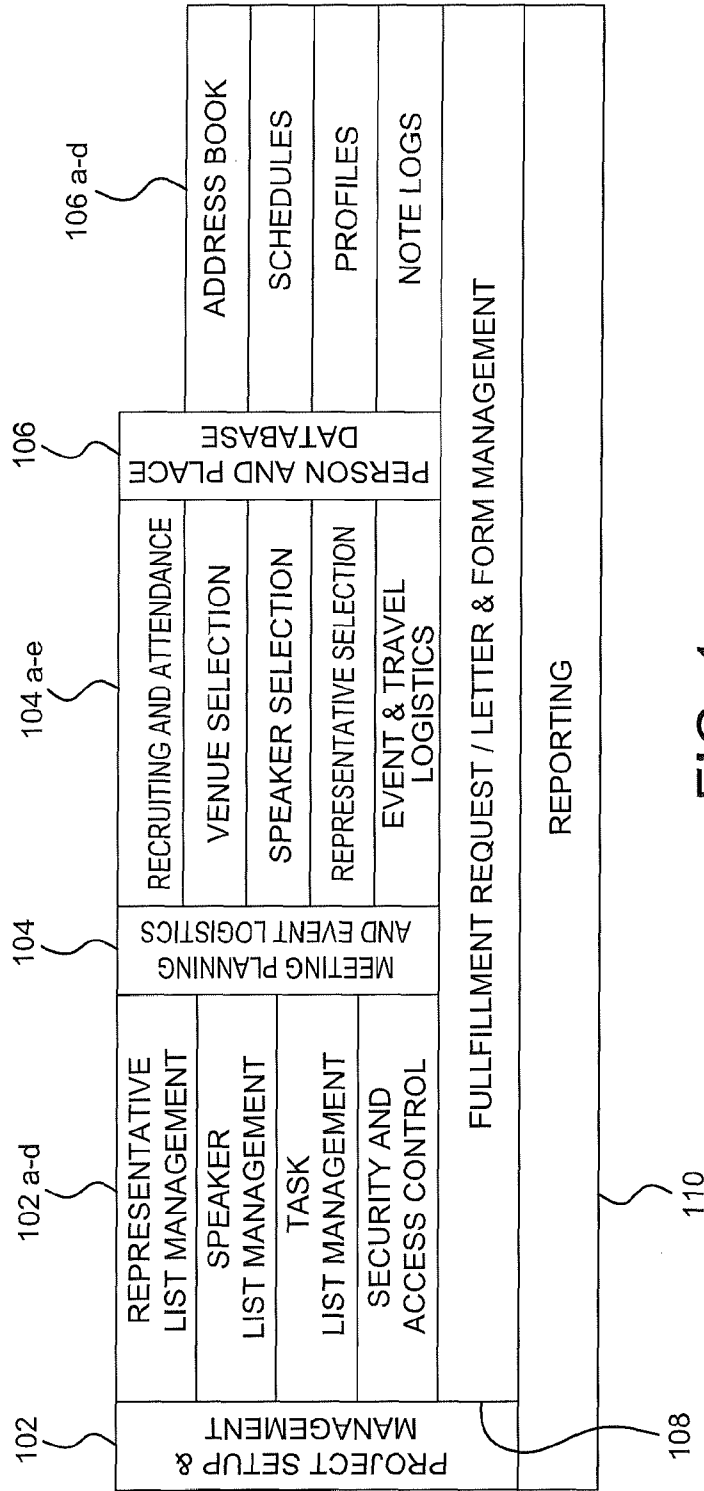 102
102 a-d
104
104 a-e
106
106 a-d
PROJECT SETUP &
MANAGEMENT
REPRESENTATIVE
LIST MANAGEMENT
SPEAKER
LIST MANAGEMENT
TASK
LIST MANAGEMENT
SECURITY AND
ACCESS CONTROL
MEETING PLANNING
AND EVENT LOGISTICS
RECRUITING AND ATTENDANCE
VENUE SELECTION
SPEAKER SELECTION
REPRESENTATIVE SELECTION
EVENT & TRAVEL
LOGISTICS
PERSON AND PLACE
DATABASE
ADDRESS BOOK
SCHEDULES
PROFILES
NOTE LOGS
FULLFILLMENT REQUEST / LETTER & FORM MANAGEMENT
REPORTING
108
110